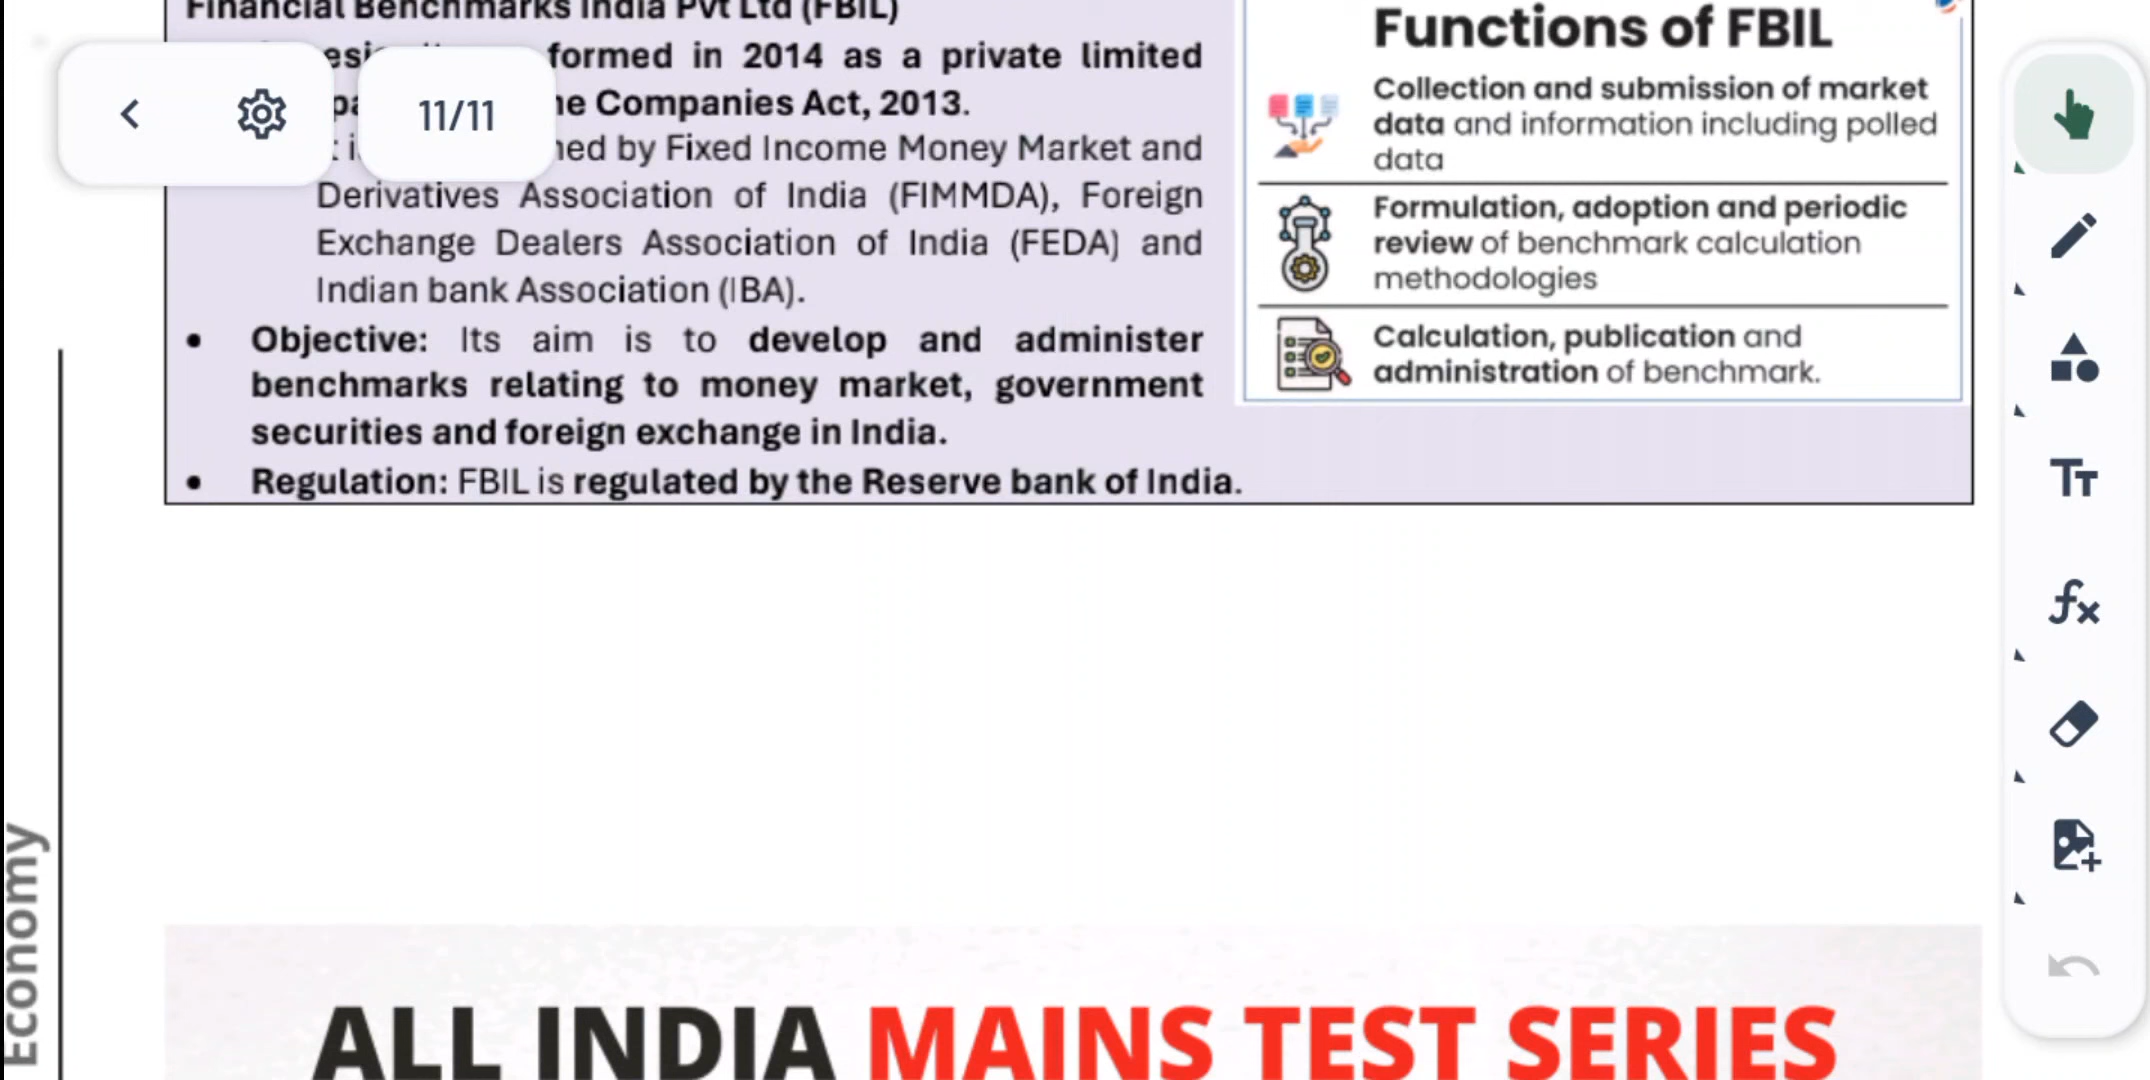 Financial Benchmarks India Pvt Ltd (FBIL)
formed in 2014 as a private limited
Companies Act, 2013.
by Fixed Income Money Market and
Derivatives Association of India (FIMMDA), Foreign
Exchange Dealers Association of India (FEDA) and
Indian bank Association (IBA).
• Objective: Its aim is to develop and administer
benchmarks relating to money market, government
securities and foreign exchange in India.
• Regulation: FBIL is regulated by the Reserve bank of India.
Functions of FBIL
Collection and submission of market
data and information including polled
data
Formulation, adoption and periodic
review of benchmark calculation
methodologies
Calculation, publication and
administration of benchmark.
11/11
Tт
fx
Economy
ALL INDIA MAINS TEST SERIES